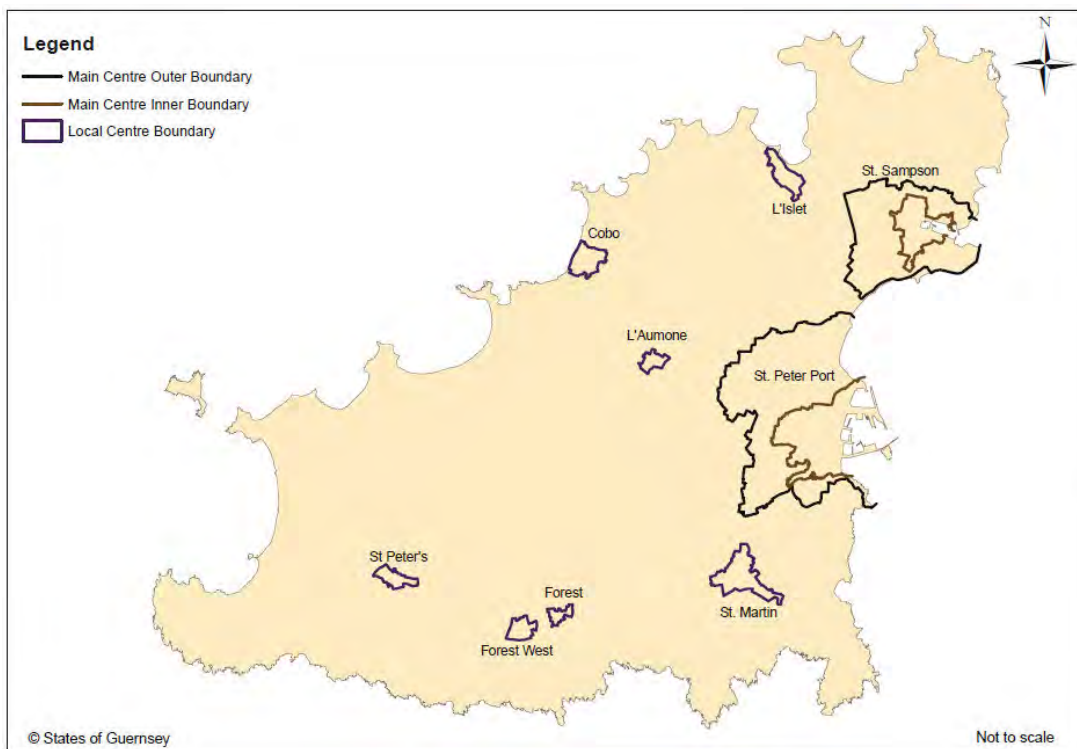 Legend
Main Centre Outer Boundary
Main Centre Inner Boundary
Local Centre Boundary
N
St. Sampson
L'Islet
Cobo
L'Aumone
St. Peter Port
St Peter's
Forest
Forest West
St. Martin
© States of Guernsey
Not to scale